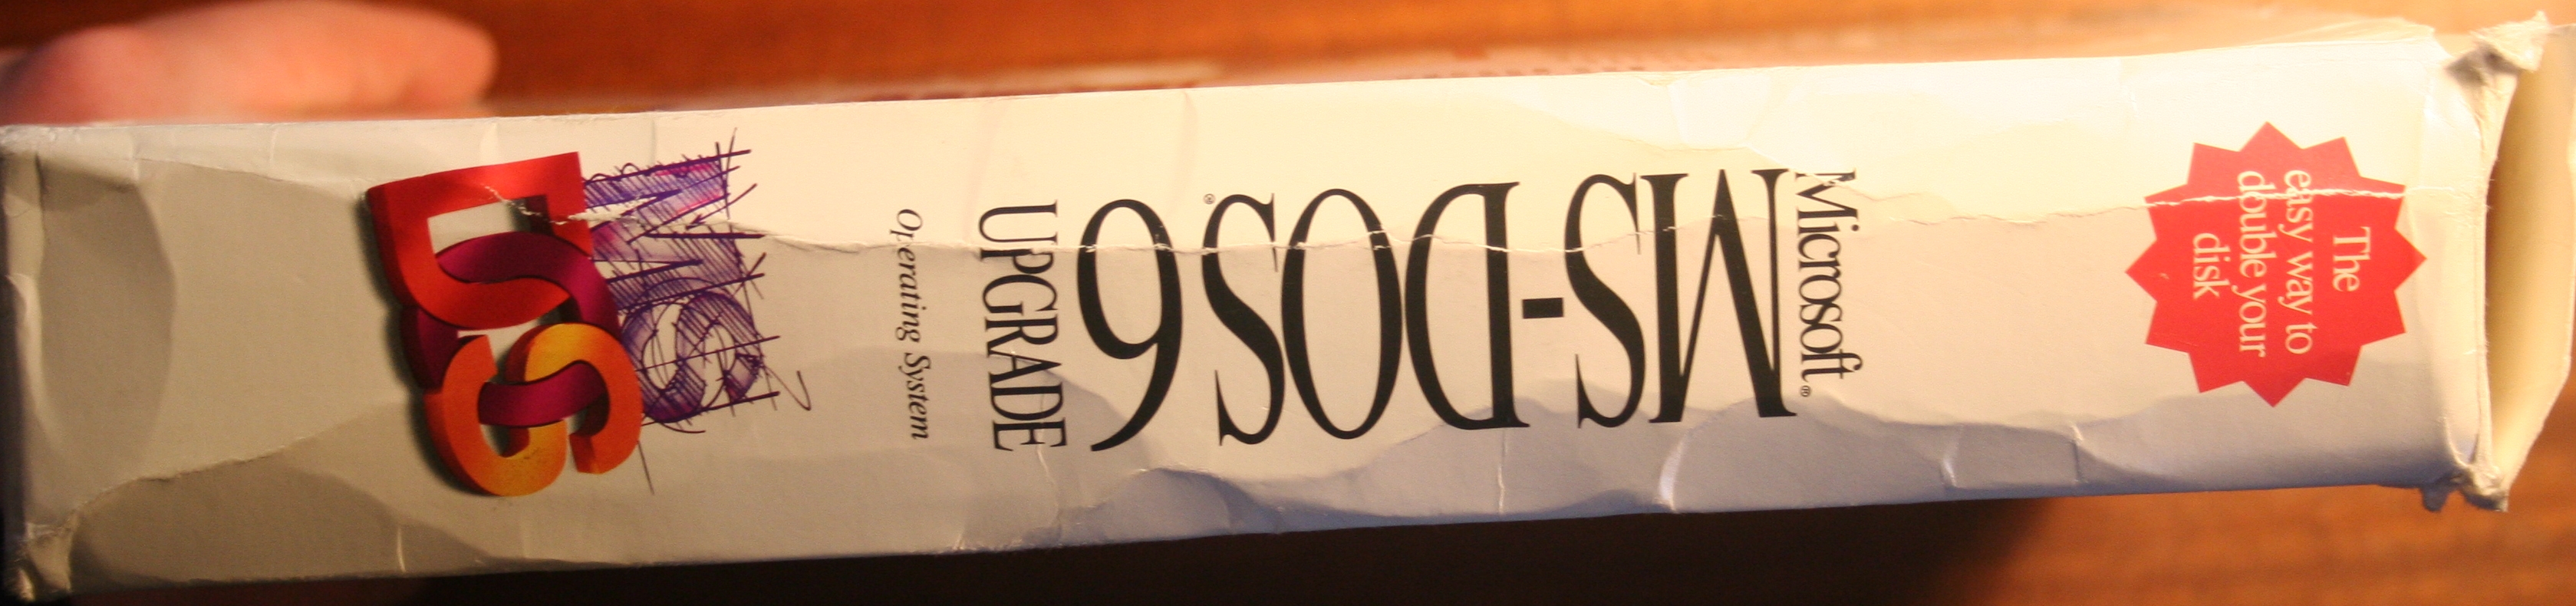 The
easy way to
double your
disk
Microsoft®
MS-DOS® 6
UPGRADE
Operating System
MS
DOS